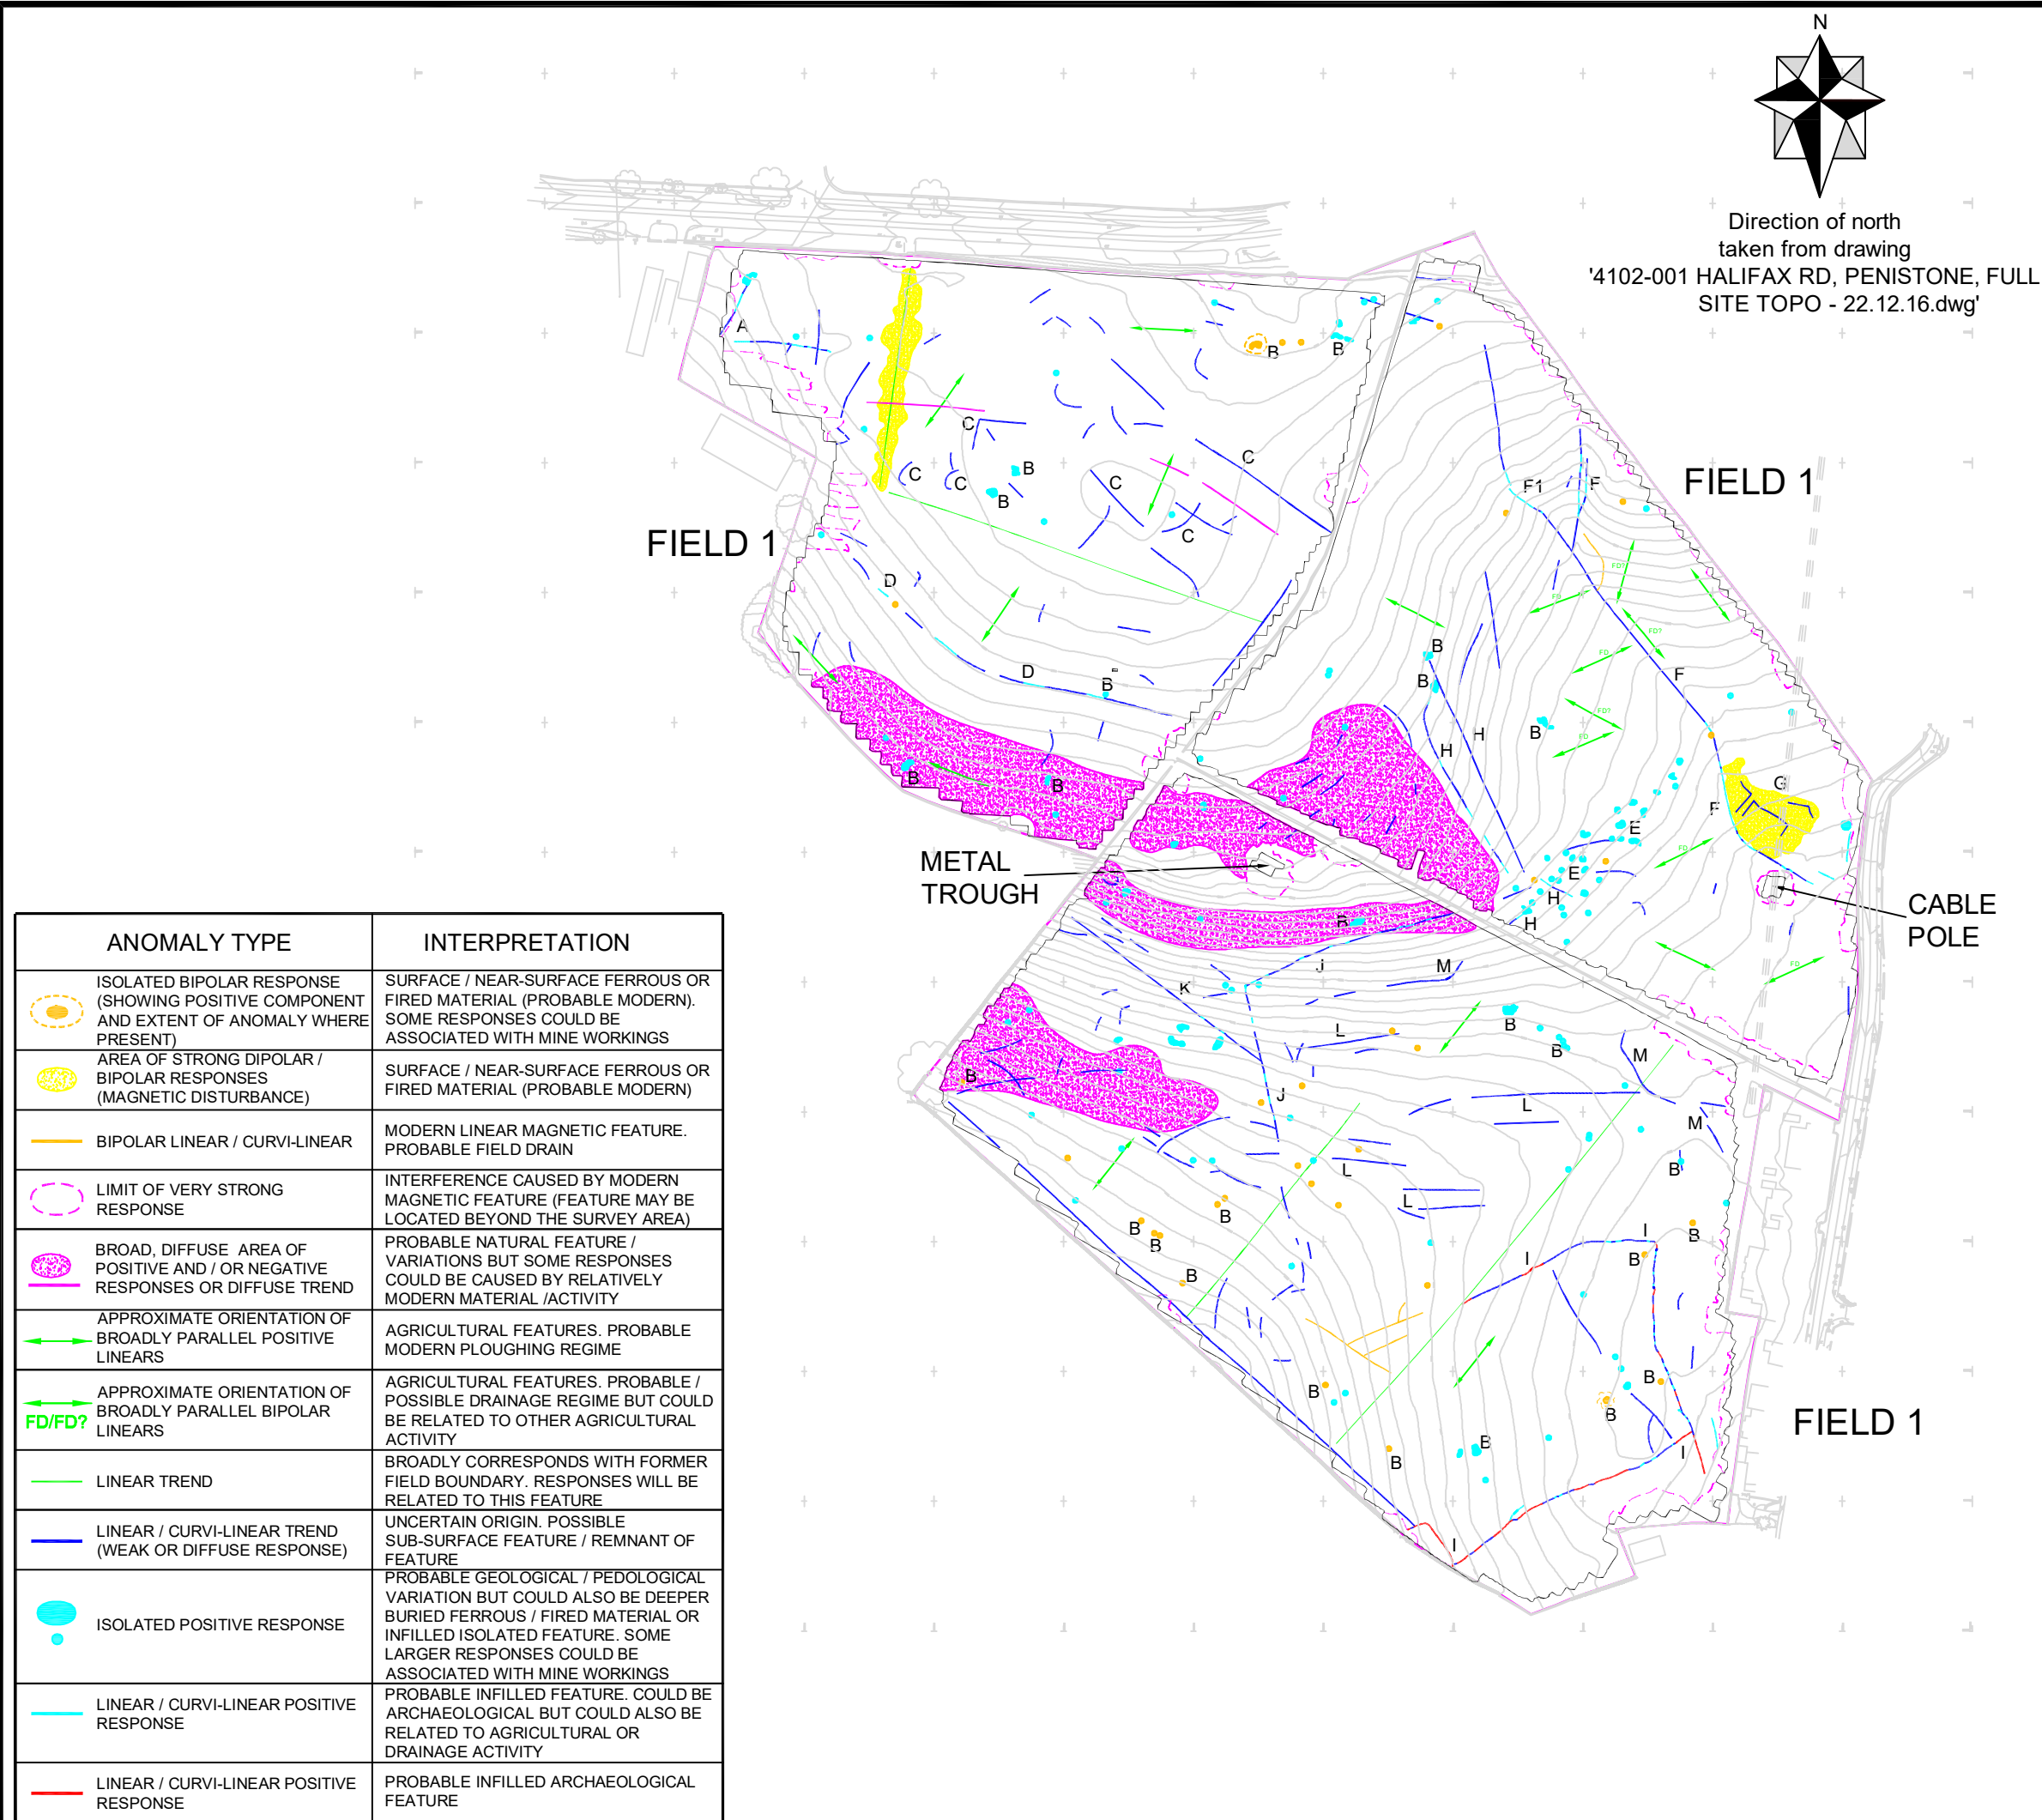 N
Direction of north
taken from drawing
'4102-001 HALIFAX RD, PENISTONE, FULL
SITE TOPO - 22.12.16.dwg'
A
B
B
C
C
B
C
C
B
C
C
FIELD 1
F1
F
FIELD 1
D
FD?
FD
FD?
FD
B
D
B
B
F
FD?
B
H
H
FD
B
B
G
F
E
FD
METAL
TROUGH
E
H
H
B
CABLE
POLE
J
M
K
FD
L
B
B
M
B
J
L
M
L
B
L
B
B
B
I
I
B
B
B
B
B
B
B
B
I
I
FIELD 1
ANOMALY TYPE
INTERPRETATION
ISOLATED BIPOLAR RESPONSE
(SHOWING POSITIVE COMPONENT
AND EXTENT OF ANOMALY WHERE
PRESENT)
SURFACE / NEAR-SURFACE FERROUS OR
FIRED MATERIAL (PROBABLE MODERN).
SOME RESPONSES COULD BE
ASSOCIATED WITH MINE WORKINGS
AREA OF STRONG DIPOLAR /
BIPOLAR RESPONSES
(MAGNETIC DISTURBANCE)
SURFACE / NEAR-SURFACE FERROUS OR
FIRED MATERIAL (PROBABLE MODERN)
BIPOLAR LINEAR / CURVI-LINEAR
MODERN LINEAR MAGNETIC FEATURE.
PROBABLE FIELD DRAIN
LIMIT OF VERY STRONG
RESPONSE
INTERFERENCE CAUSED BY MODERN
MAGNETIC FEATURE (FEATURE MAY BE
LOCATED BEYOND THE SURVEY AREA)
BROAD, DIFFUSE AREA OF
POSITIVE AND / OR NEGATIVE
RESPONSES OR DIFFUSE TREND
PROBABLE NATURAL FEATURE /
VARIATIONS BUT SOME RESPONSES
COULD BE CAUSED BY RELATIVELY
MODERN MATERIAL /ACTIVITY
APPROXIMATE ORIENTATION OF
BROADLY PARALLEL POSITIVE
LINEARS
AGRICULTURAL FEATURES. PROBABLE
MODERN PLOUGHING REGIME
FD/FD?
APPROXIMATE ORIENTATION OF
BROADLY PARALLEL BIPOLAR
LINEARS
AGRICULTURAL FEATURES. PROBABLE /
POSSIBLE DRAINAGE REGIME BUT COULD
BE RELATED TO OTHER AGRICULTURAL
ACTIVITY
LINEAR TREND
BROADLY CORRESPONDS WITH FORMER
FIELD BOUNDARY. RESPONSES WILL BE
RELATED TO THIS FEATURE
LINEAR / CURVI-LINEAR TREND
(WEAK OR DIFFUSE RESPONSE)
UNCERTAIN ORIGIN. POSSIBLE
SUB-SURFACE FEATURE / REMNANT OF
FEATURE
ISOLATED POSITIVE RESPONSE
PROBABLE GEOLOGICAL / PEDOLOGICAL
VARIATION BUT COULD ALSO BE DEEPER
BURIED FERROUS / FIRED MATERIAL OR
INFILLED ISOLATED FEATURE. SOME
LARGER RESPONSES COULD BE
ASSOCIATED WITH MINE WORKINGS
LINEAR / CURVI-LINEAR POSITIVE
RESPONSE
PROBABLE INFILLED FEATURE. COULD BE
ARCHAEOLOGICAL BUT COULD ALSO BE
RELATED TO AGRICULTURAL OR
DRAINAGE ACTIVITY
LINEAR / CURVI-LINEAR POSITIVE
RESPONSE
PROBABLE INFILLED ARCHAEOLOGICAL
FEATURE